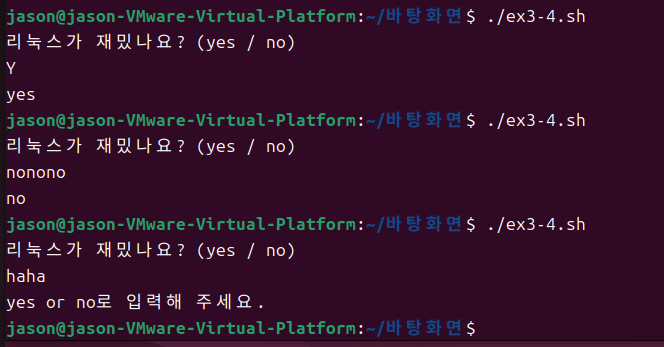 jason@jason-VMware-Virtual-Platform:~/바탕화면$ ./ex3-4.sh
리눅스가 재밌나요? (yes / no)
Y
yes
jason@jason-VMware-Virtual-Platform:~/바탕화면$ ./ex3-4.sh
리눅스가 재밌나요? (yes / no)
nonono
no
jason@jason-VMware-Virtual-Platform:~/바탕화면$ ./ex3-4.sh
리눅스가 재밌나요? (yes / no)
haha
yes or no로 입력해 주세요.
jason@jason-VMware-Virtual-Platform:~/바탕화면$